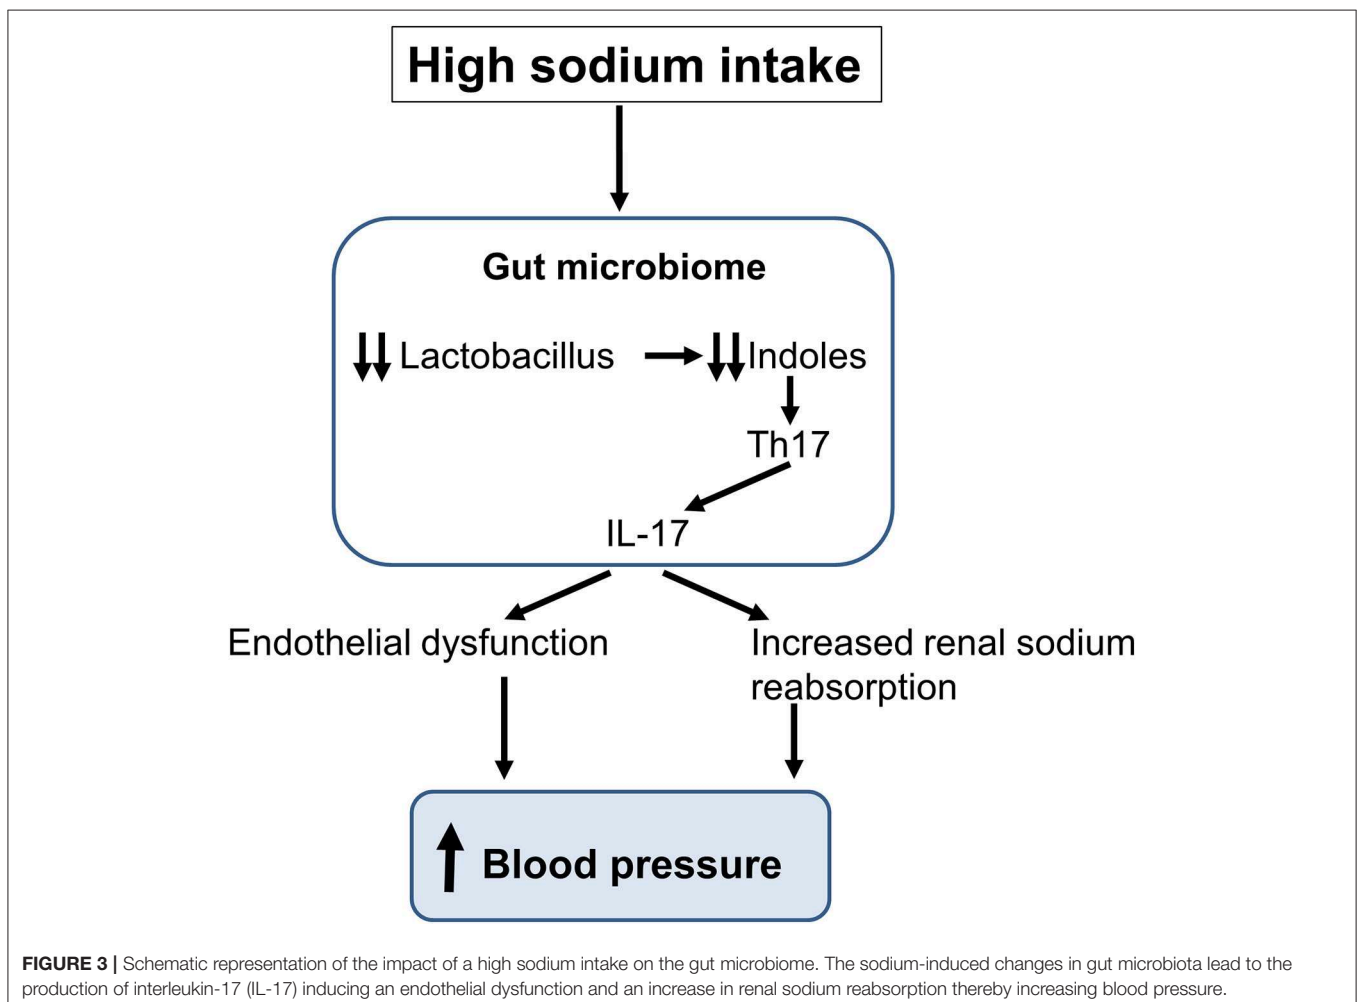 High sodium intake
Gut microbiome
Lactobacillus Indoles
Th17
IL-17
Endothelial dysfunction
Increased renal sodium
reabsorption
Blood pressure
FIGURE 3 | Schematic representation of the impact of a high sodium intake on the gut microbiome. The sodium-induced changes in gut microbiota lead to the
production of interleukin-17 (IL-17) inducing an endothelial dysfunction and an increase in renal sodium reabsorption thereby increasing blood pressure.